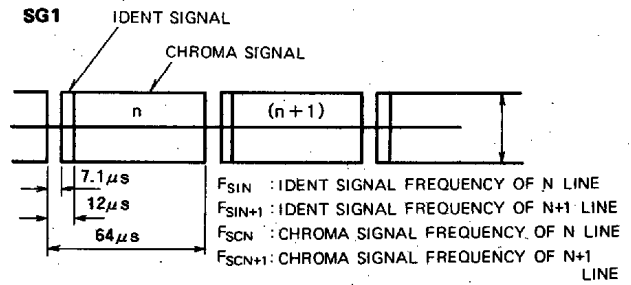 SG1 IDENT SIGNAL
CHROMA SIGNAL
n (n+1)
7.1μs
12μs
64μs
FSIN : IDENT SIGNAL FREQUENCY OF N LINE
FSIN+1 : IDENT SIGNAL FREQUENCY OF N+1 LINE
FSCN : CHROMA SIGNAL FREQUENCY OF N LINE
FSCN+1 : CHROMA SIGNAL FREQUENCY OF N+1
LINE